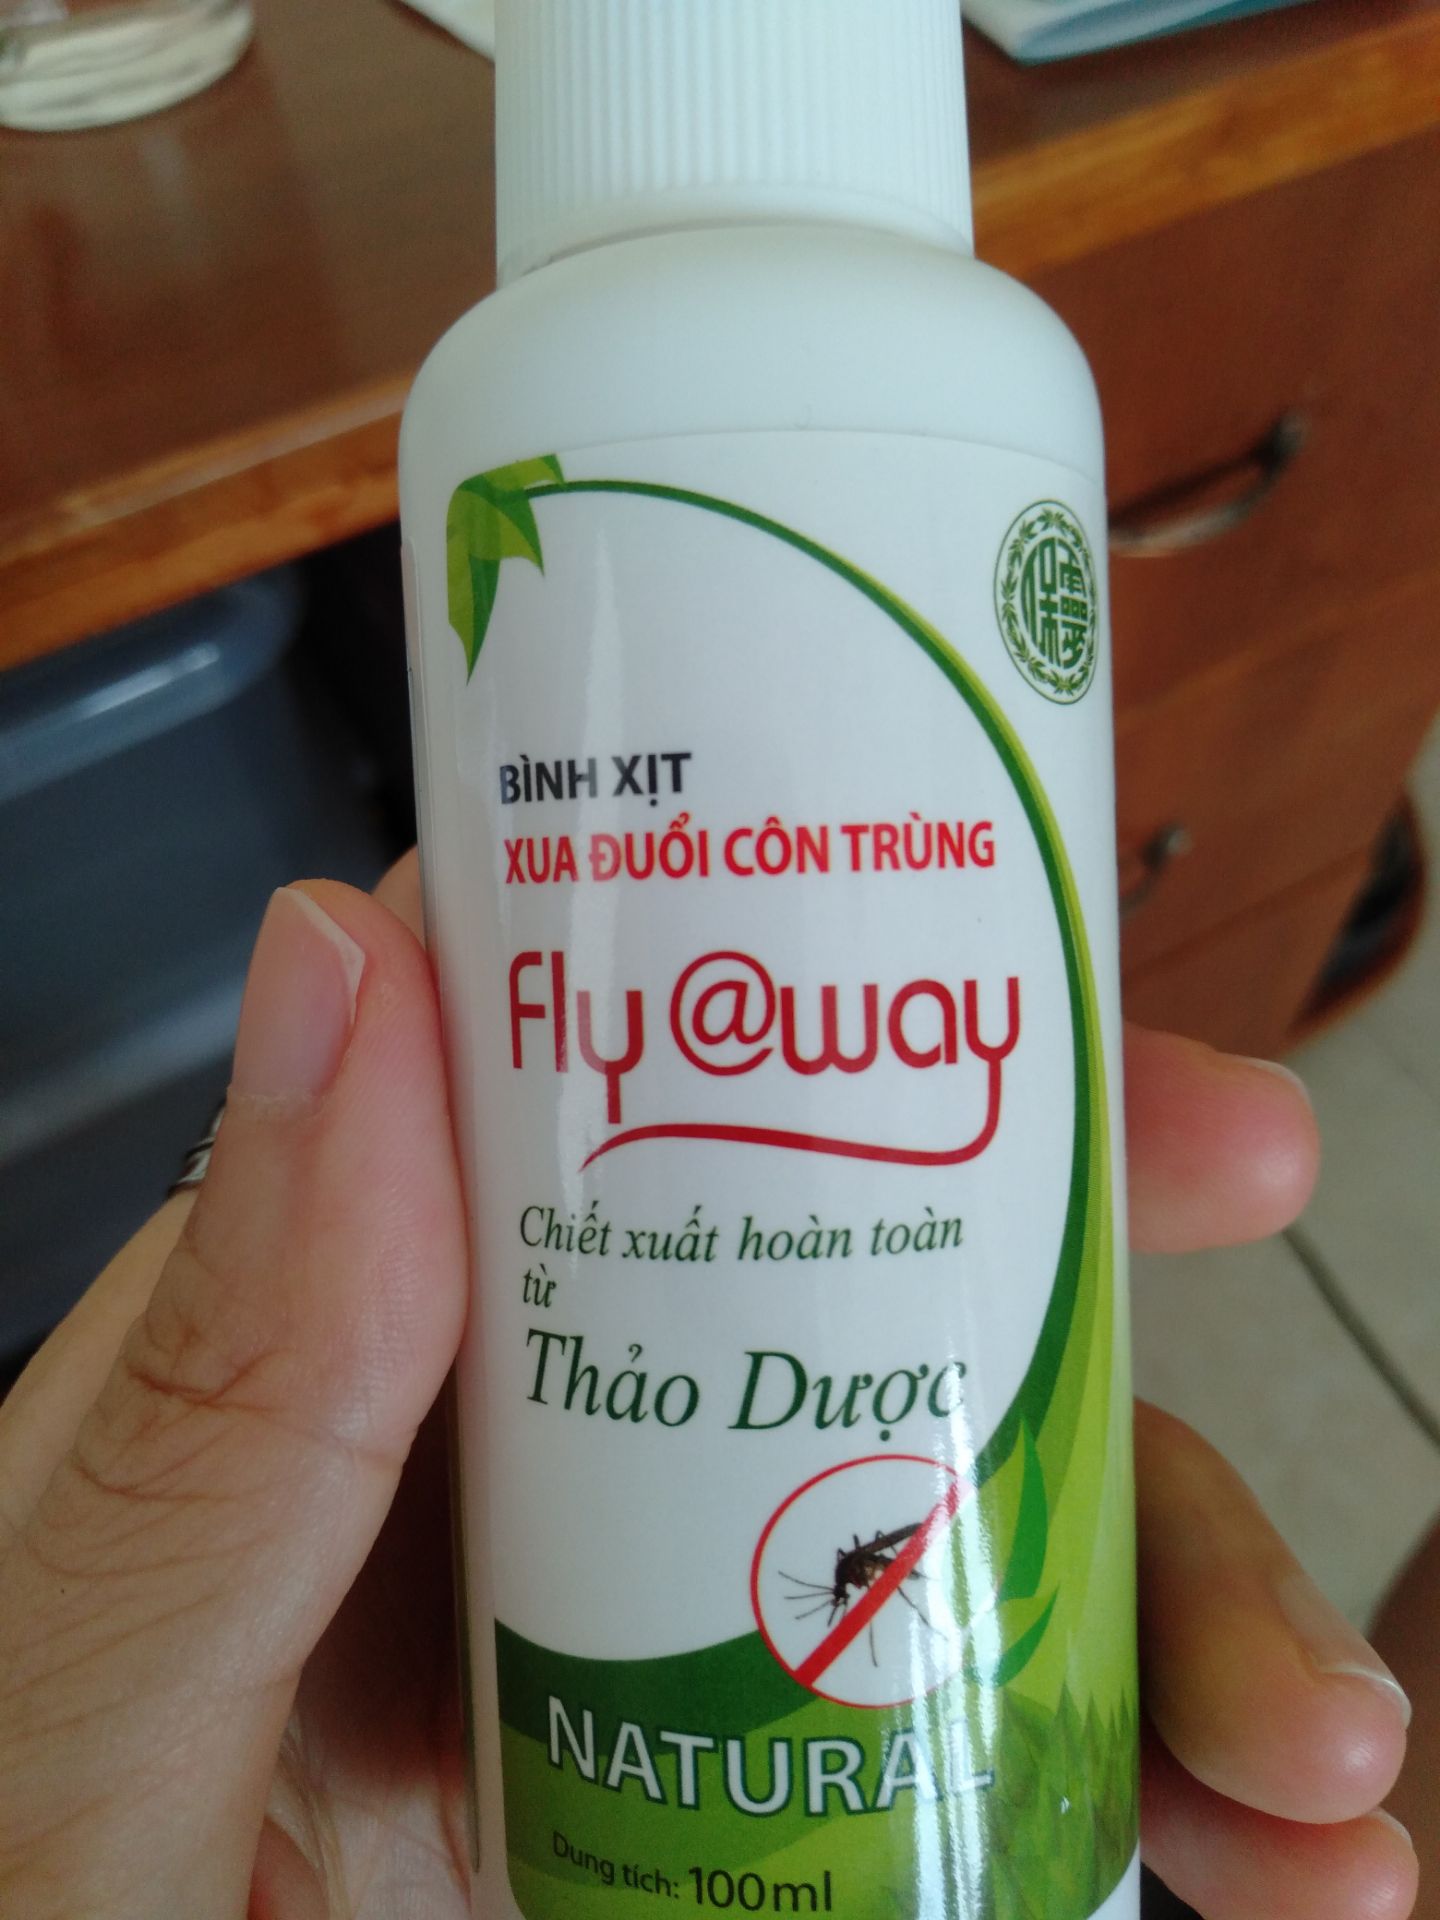 BÌNH XỊT
XUA ĐUỔI CÔN TRÙNG
Fly @way
Chiết xuất hoàn toàn
từ
Thảo Dược
NATURAL
Dung tích: 100ml